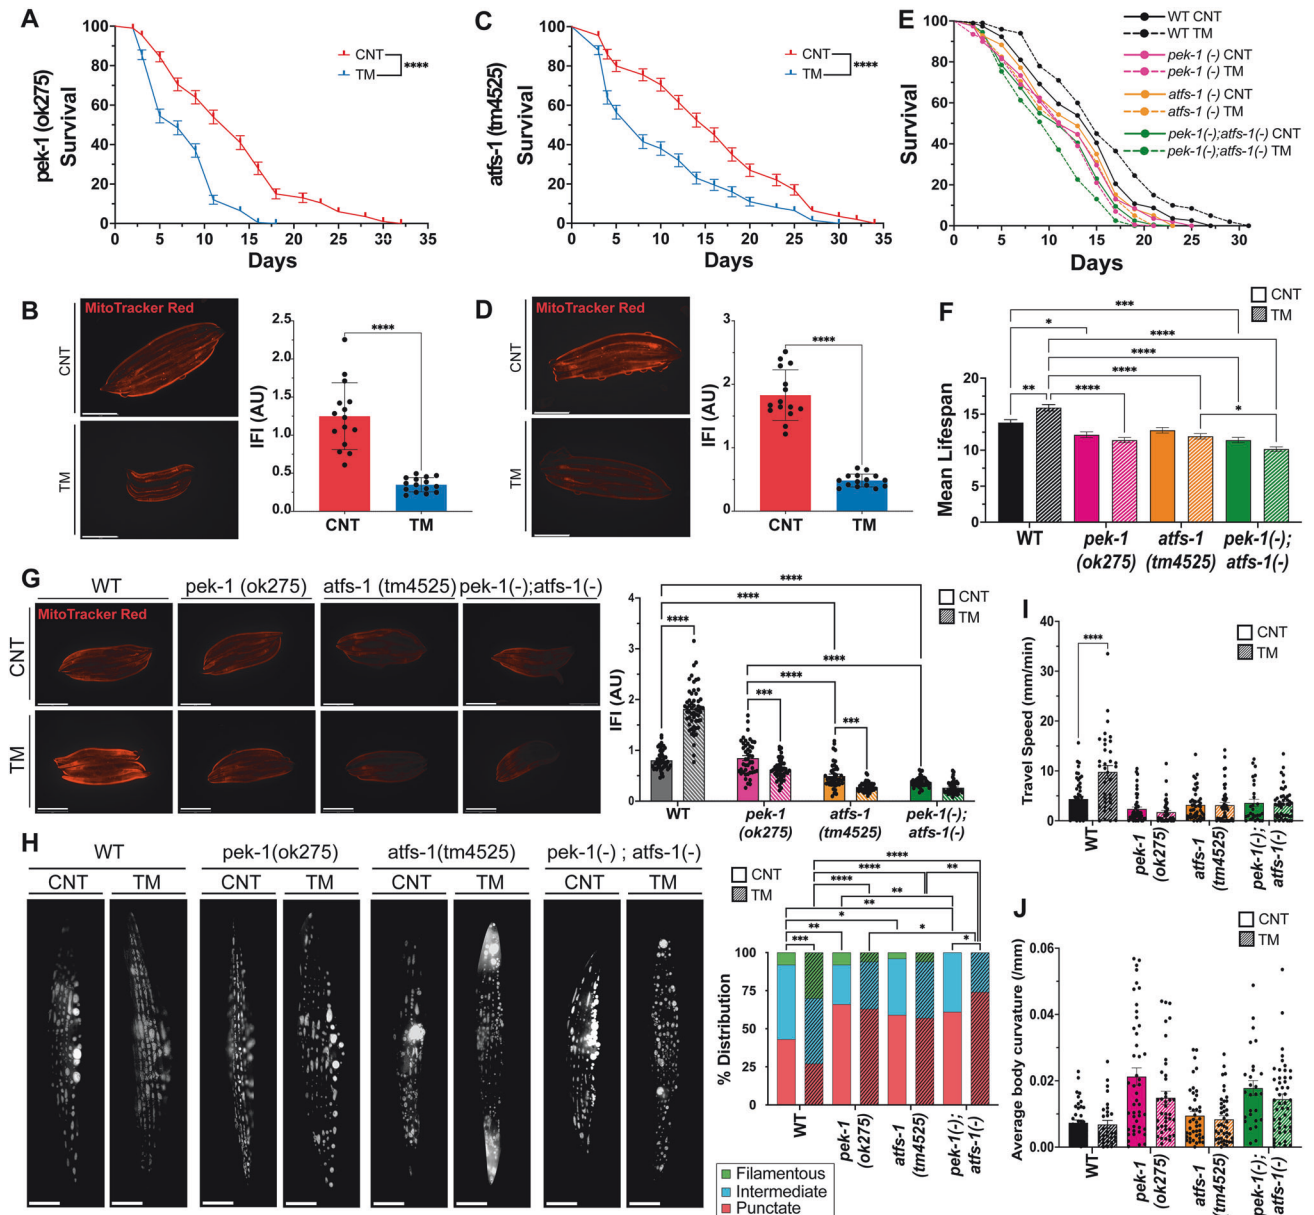 A
pek-1 (ok275)
Survival
100
80
60
40
20
0
0 5 10 15 20 25 30 35
Days
CNT
TM
****
C
atfs-1 (tm4525)
Survival
100
80
60
40
20
0
0 5 10 15 20 25 30 35
Days
CNT
TM
****
E
Survival
100
80
60
40
20
0
0 5 10 15 20 25 30
Days
WT CNT
WT TM
pek-1 (-) CNT
pek-1 (-) TM
atfs-1 (-) CNT
atfs-1 (-) TM
pek-1(-);atfs-1(-) CNT
pek-1(-);atfs-1(-) TM
B
MitoTracker Red
CNT
TM
IFI (AU)
2.5
2.0
1.5
1.0
0.5
0.0
****
CNT TM
D
MitoTracker Red
CNT
TM
IFI (AU)
3
2
1
0
****
CNT TM
F
CNT
TM
***
*
****
****
****
** ****
*
Mean Lifespan
20
15
10
5
0
WT pek-1 (ok275) atfs-1 (tm4525) pek-1(-); atfs-1(-)
G
WT pek-1 (ok275) atfs-1 (tm4525) pek-1(-);atfs-1(-)
MitoTracker Red
CNT
TM
IFI (AU)
4
3
2
1
0
****
****
****
****
****
***
***
CNT
TM
WT pek-1 (ok275) atfs-1 (tm4525) pek-1(-); atfs-1(-)
I
CNT
TM
Travel Speed (mm/min)
40
30
20
10
0
****
WT pek-1 (ok275) atfs-1 (tm4525) pek-1(-); atfs-1(-)
H
WT pek-1(ok275) atfs-1(tm4525) pek-1(-) ; atfs-1(-)
CNT TM CNT TM CNT TM CNT TM
CNT
TM
****
**** **
****
**
**
*
** *
*** *
% Distribution
100
75
50
25
0
WT pek-1 (ok275) atfs-1 (tm4525) pek-1(-); atfs-1(-)
Filamentous
Intermediate
Punctate
J
CNT
TM
Average body curvature (/mm)
0.06
0.04
0.02
0.00
WT pek-1 (ok275) atfs-1 (tm4525) pek-1(-); atfs-1(-)